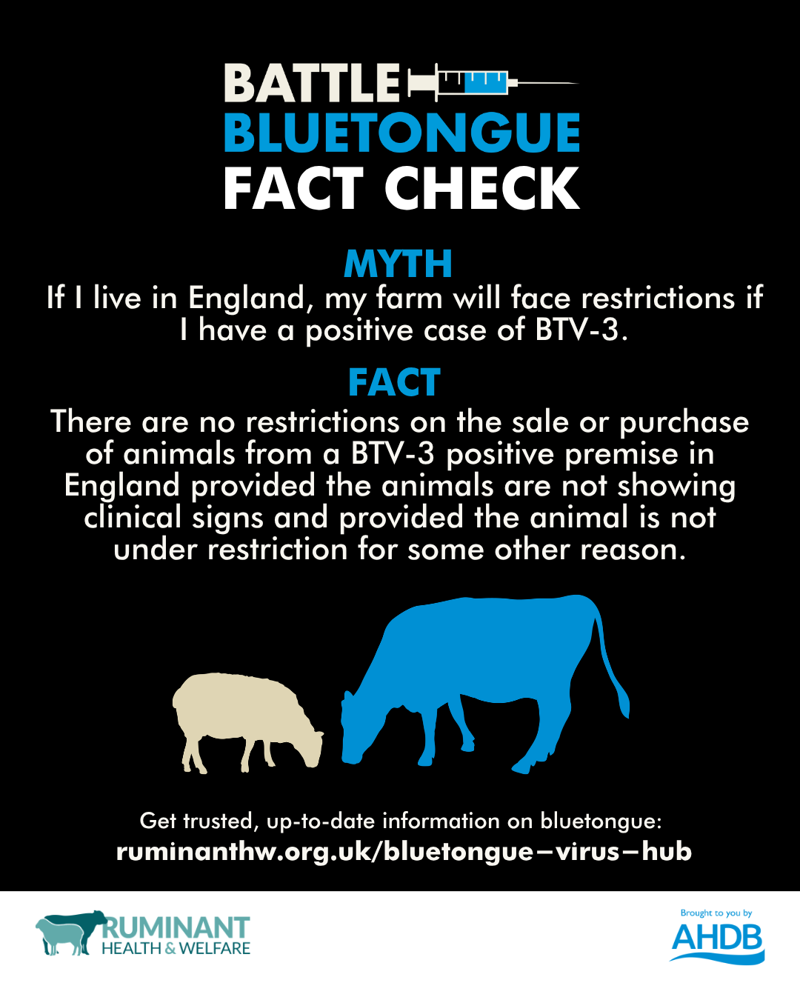 BATTLE
BLUETONGUE
FACT CHECK
MYTH
If I live in England, my farm will face restrictions if
I have a positive case of BTV-3.
FACT
There are no restrictions on the sale or purchase
of animals from a BTV-3 positive premise in
England provided the animals are not showing
clinical signs and provided the animal is not
under restriction for some other reason.
Get trusted, up-to-date information on bluetongue:
ruminanthw.org.uk/bluetongue-virus-hub
RUMINANT
HEALTH & WELFARE
Brought to you by
AHDB